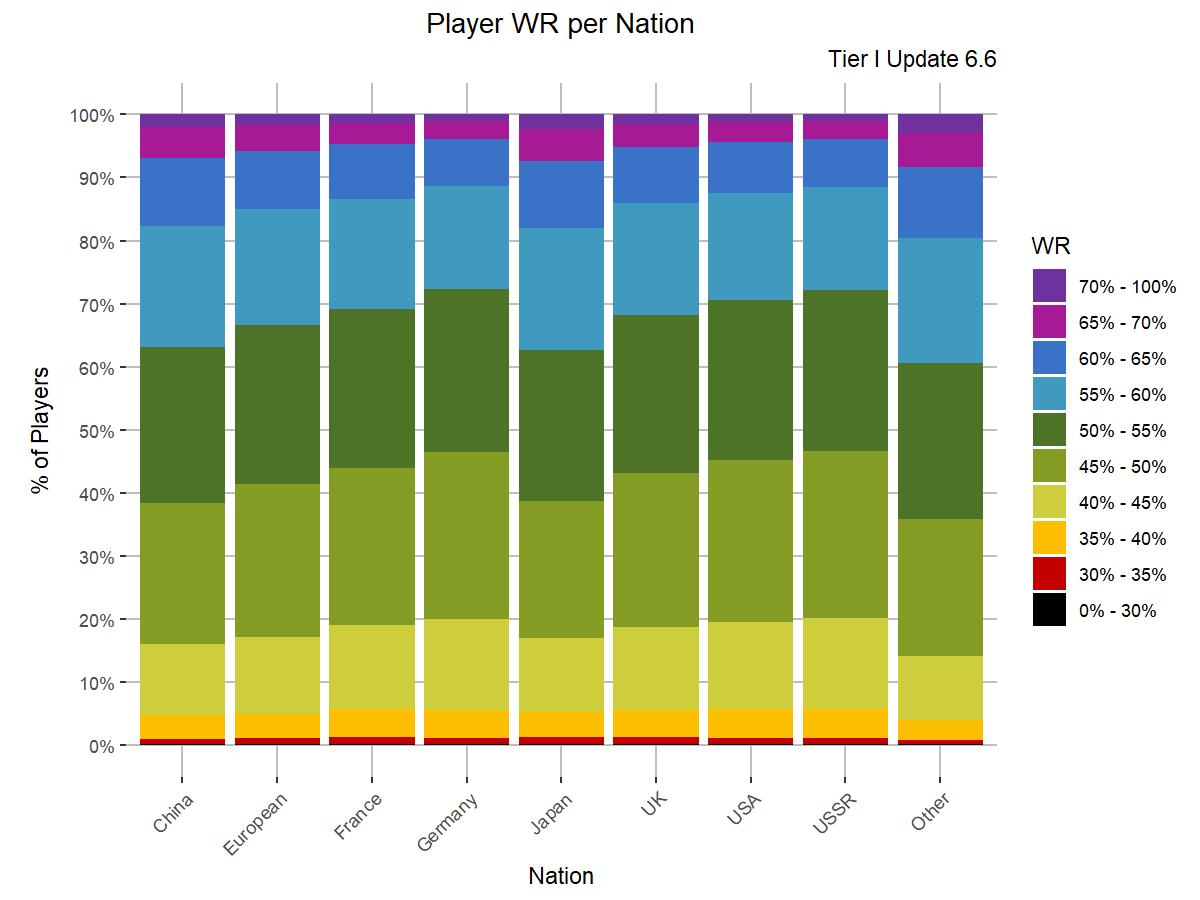 Player WR per Nation
Tier I Update 6.6
% of Players
100%
90%
80%
70%
60%
50%
40%
30%
20%
10%
0%
China
European
France
Germany
Japan
UK
USA
USSR
Other
Nation
WR
70% - 100%
65% - 70%
60% - 65%
55% - 60%
50% - 55%
45% - 50%
40% - 45%
35% - 40%
30% - 35%
0% - 30%